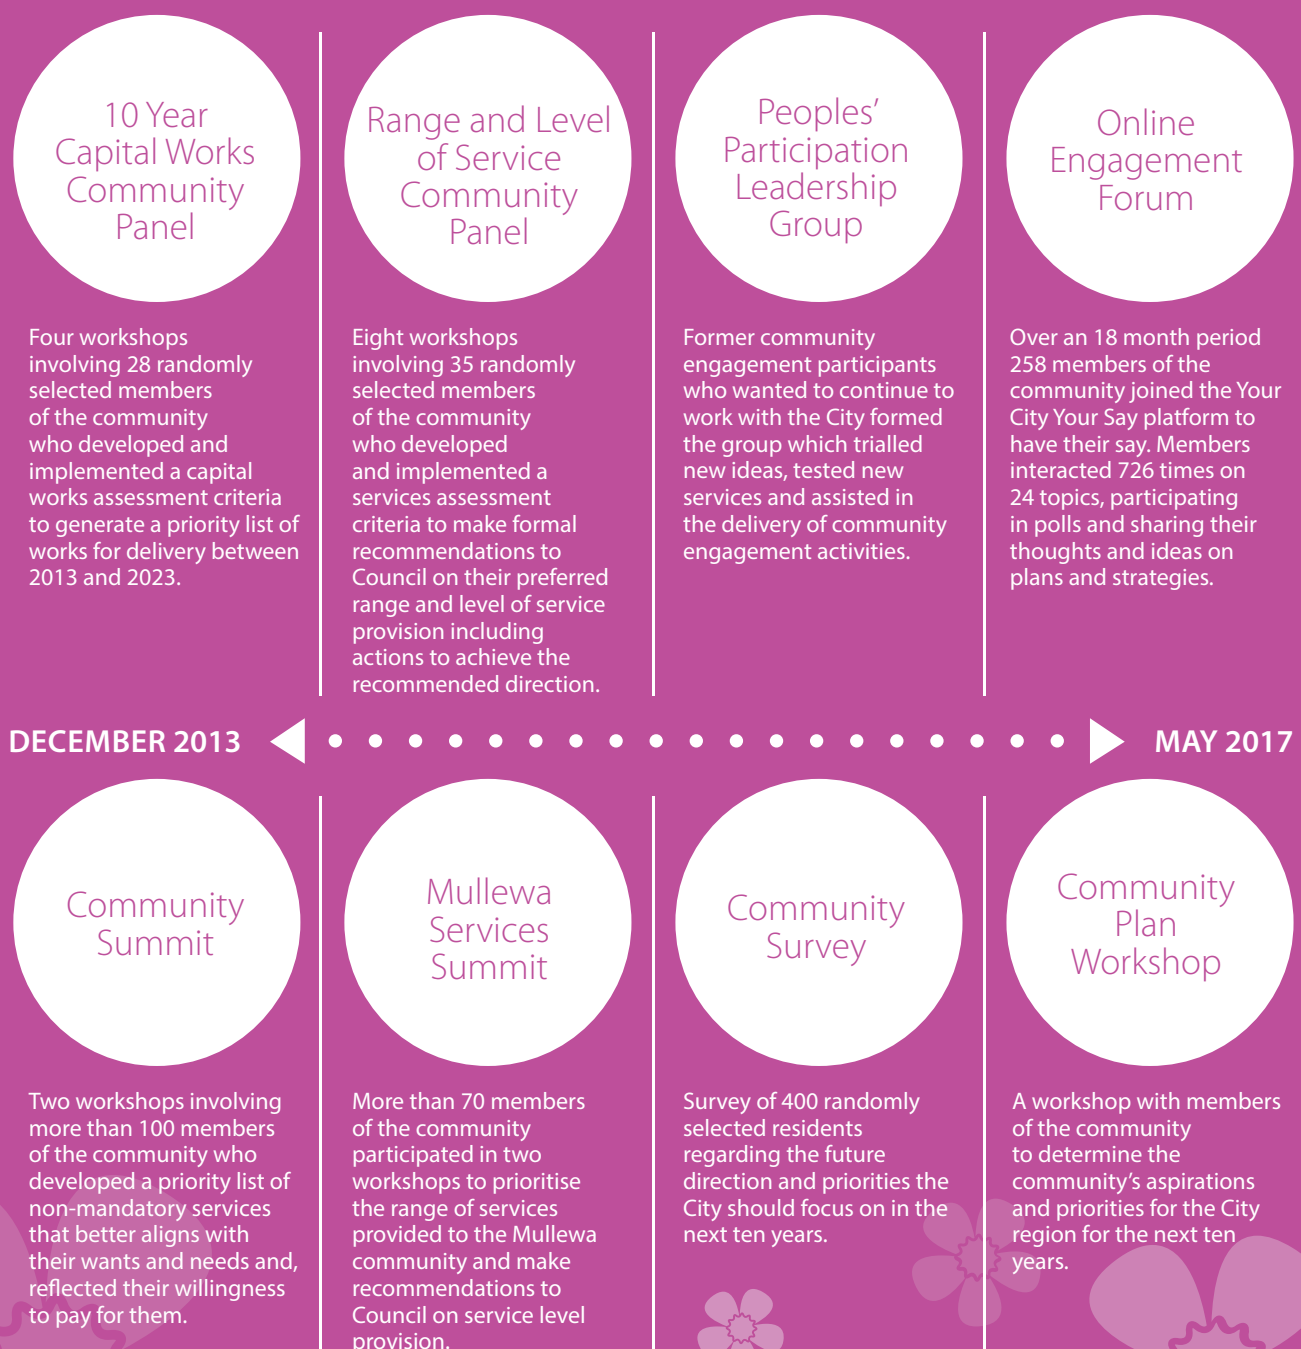 10 Year
Capital Works
Community
Panel
Four workshops
involving 28 randomly
selected members
of the community
who developed and
implemented a capital
works assessment criteria
to generate a priority list of
works for delivery between
2013 and 2023.
Range and Level
of Service
Community
Panel
Eight workshops
involving 35 randomly
selected members
of the community
who developed
and implemented a
services assessment
criteria to make formal
recommendations to
Council on their preferred
range and level of service
provision including
actions to achieve the
recommended direction.
Peoples’
Participation
Leadership
Group
Former community
engagement participants
who wanted to continue to
work with the City formed
the group which trialled
new ideas, tested new
services and assisted in
the delivery of community
engagement activities.
Online
Engagement
Forum
Over an 18 month period
258 members of the
community joined the Your
City Your Say platform to
have their say. Members
interacted 726 times on
24 topics, participating
in polls and sharing their
thoughts and ideas on
plans and strategies.
DECEMBER 2013
MAY 2017
Community
Summit
Two workshops involving
more than 100 members
of the community who
developed a priority list of
non-mandatory services
that better aligns with
their wants and needs and,
reflected their willingness
to pay for them.
Mullewa
Services
Summit
More than 70 members
of the community
participated in two
workshops to prioritise
the range of services
provided to the Mullewa
community and make
recommendations to
Council on service level
provision.
Community
Survey
Survey of 400 randomly
selected residents
regarding the future
direction and priorities the
City should focus on in the
next ten years.
Community
Plan
Workshop
A workshop with members
of the community
to determine the
community’s aspirations
and priorities for the City
region for the next ten
years.